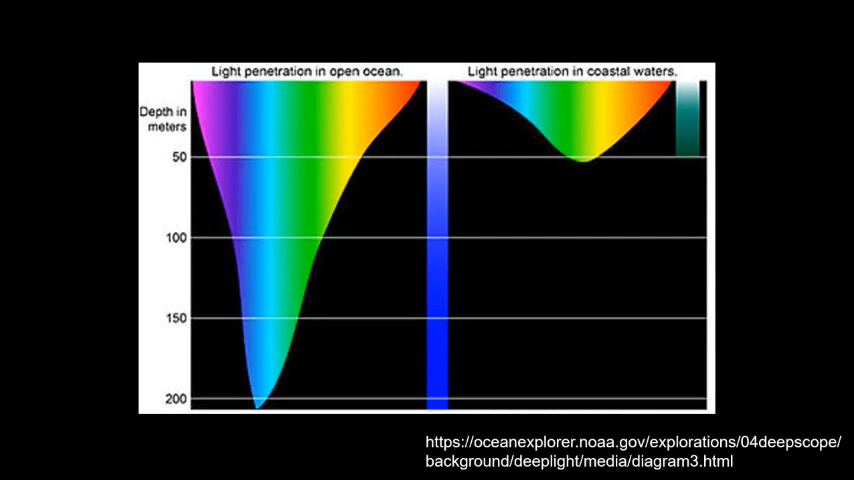 Light penetration in open ocean.
Light penetration in coastal waters.
Depth in
meters
50
100
150
200
https://oceanexplorer.noaa.gov/explorations/04deepscope/
background/deeplight/media/diagram3.html